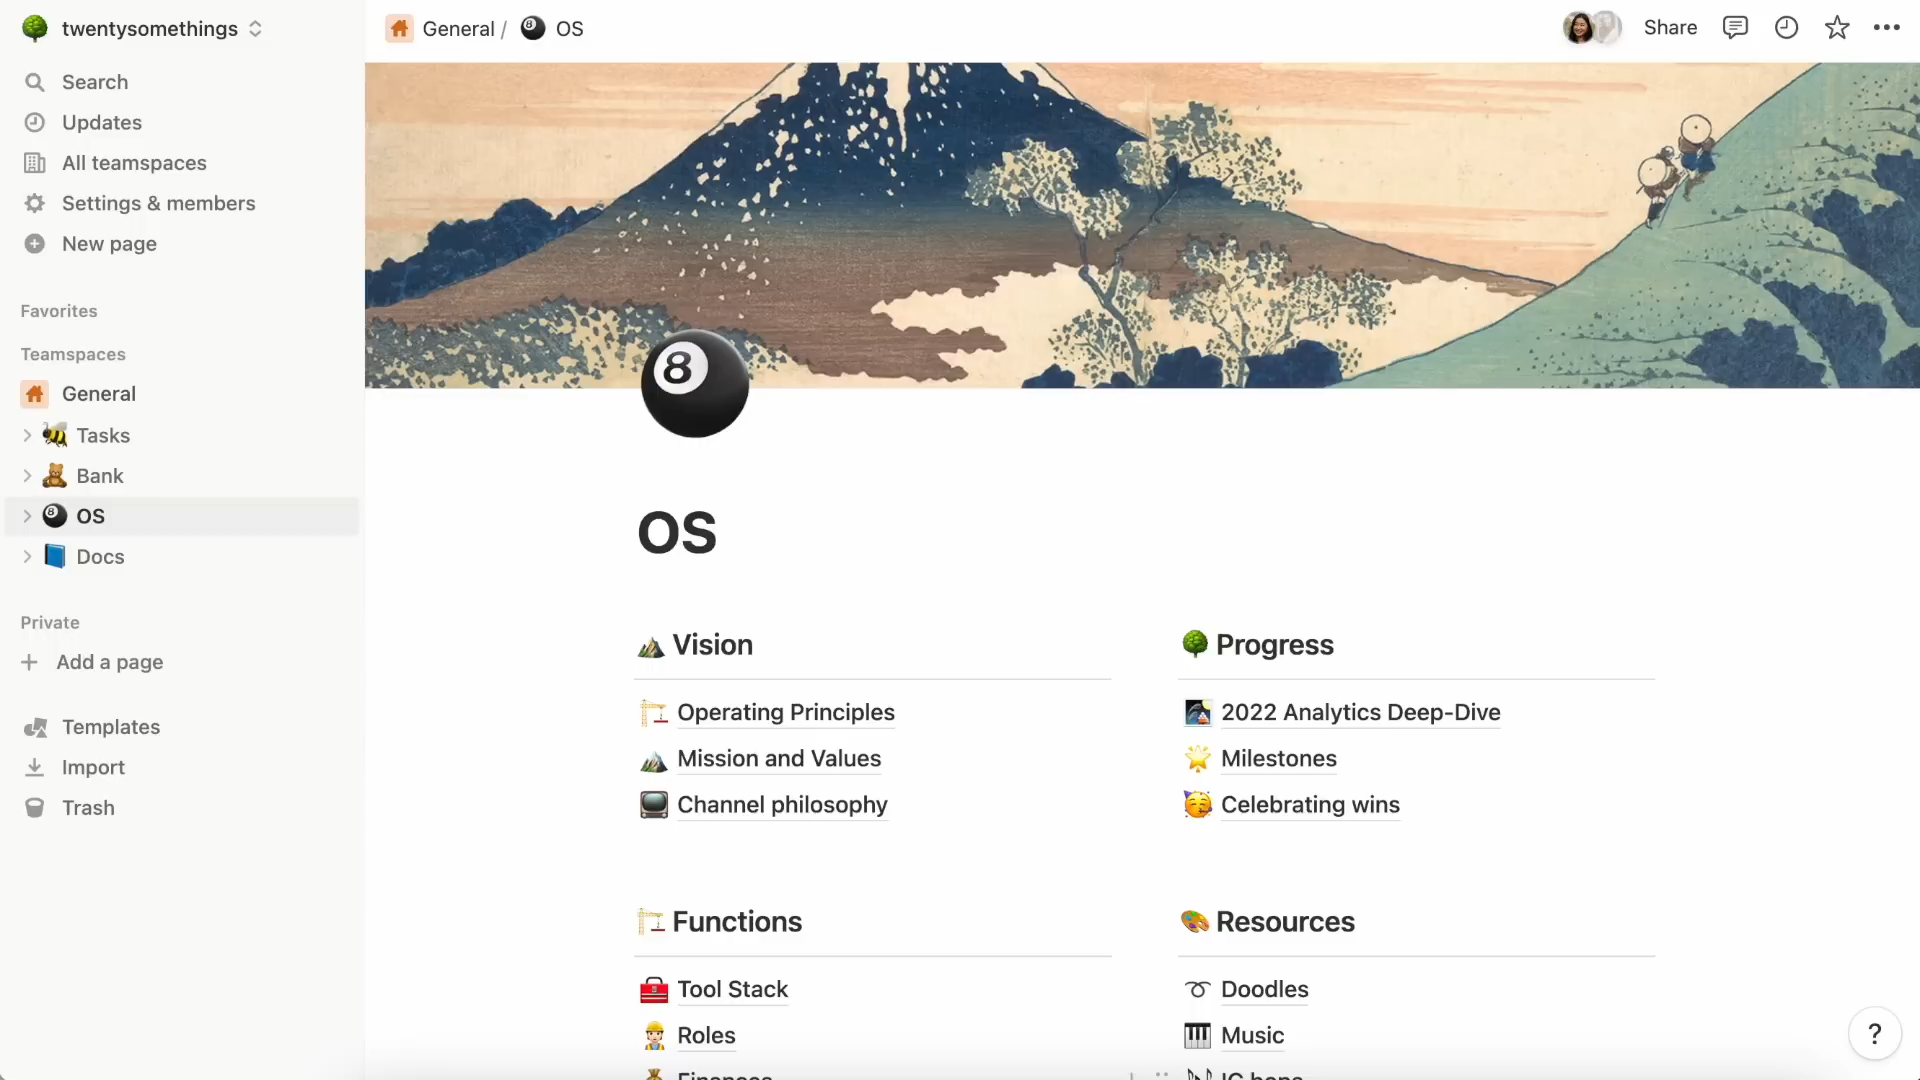 twentysomethings
Search
Updates
All teamspaces
Settings & members
New page
Favorites
Teamspaces
General
Tasks
Bank
OS
Docs
Private
Add a page
Templates
Import
Trash
General / OS
Share
OS
Vision
Operating Principles
Mission and Values
Channel philosophy
Progress
2022 Analytics Deep-Dive
Milestones
Celebrating wins
Functions
Tool Stack
Roles
Finances
Resources
Doodles
Music
?